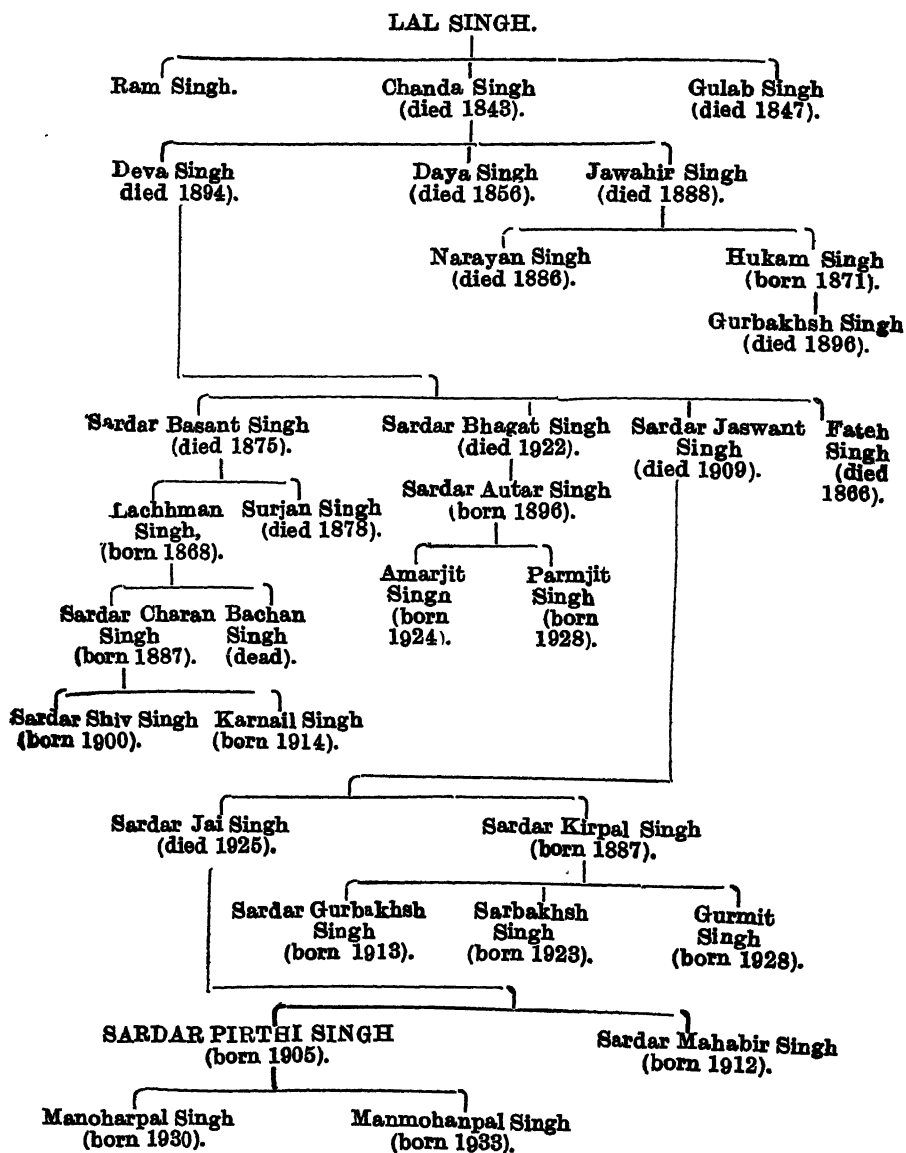 LAL SINGH.
Ram Singh.
Chanda Singh
(died 1843).
Gulab Singh
(died 1847).
Deva Singh
died 1894).
Daya Singh
(died 1856).
Jawahir Singh
(died 1888).
Narayan Singh
(died 1886).
Hukam Singh
(born 1871).
Gurbakhsh Singh
(died 1896).
Sardar Basant Singh
(died 1875).
Sardar Bhagat Singh
(died 1922).
Sardar Jaswant
Singh
(died 1909).
Fateh
Singh
(died
1866).
Lachhman
Singh,
(born 1868).
Surjan Singh
(died 1878).
Sardar Autar Singh
(born 1896).
Amarjit
Singn
(born
1924).
Parmjit
Singh
(born
1928).
Sardar Charan
Singh
(born 1887).
Bachan
Singh
(dead).
Sardar Shiv Singh
(born 1900).
Karnail Singh
(born 1914).
Sardar Jai Singh
(died 1925).
Sardar Kirpal Singh
(born 1887).
Sardar Gurbakhsh
Singh
(born 1913).
Sarbakhsh
Singh
(born 1923).
Gurmit
Singh
(born 1928).
SARDAR PIRTHI SINGH
(born 1905).
Sardar Mahabir Singh
(born 1912).
Manoharpal Singh
(born 1930).
Manmohanpal Singh
(born 1933).